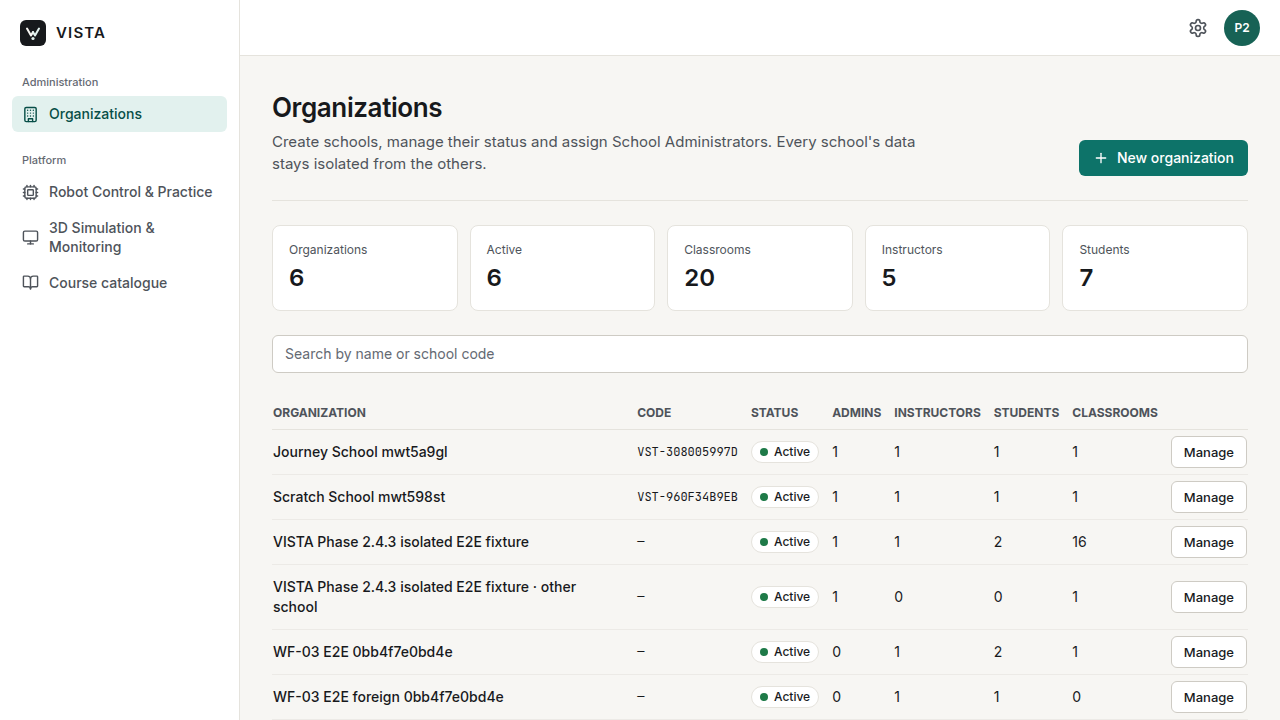 VISTA
P2
Administration
Organizations
Platform
Robot Control & Practice
3D Simulation &
Monitoring
Course catalogue
Organizations
Create schools, manage their status and assign School Administrators. Every school's data
stays isolated from the others.
New organization
Organizations
6
Active
6
Classrooms
20
Instructors
5
Students
7
Search by name or school code
ORGANIZATION CODE STATUS ADMINS INSTRUCTORS STUDENTS CLASSROOMS
Journey School mwt5a9gl VST-308005997D Active 1 1 1 1 Manage
Scratch School mwt598st VST-960F34B9EB Active 1 1 1 1 Manage
VISTA Phase 2.4.3 isolated E2E fixture – Active 1 1 2 16 Manage
VISTA Phase 2.4.3 isolated E2E fixture · other
school – Active 1 0 0 1 Manage
WF-03 E2E 0bb4f7e0bd4e – Active 0 1 2 1 Manage
WF-03 E2E foreign 0bb4f7e0bd4e – Active 0 1 1 0 Manage